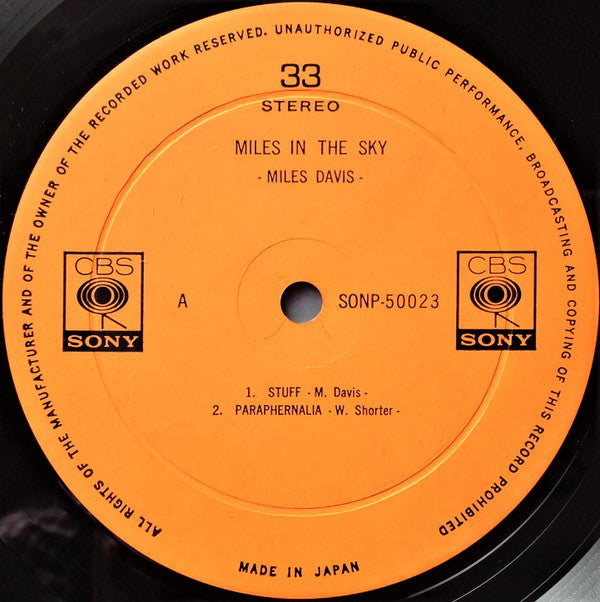 ALL RIGHTS OF THE MANUFACTURER AND OF THE OWNER OF THE RECORDED WORK RESERVED. UNAUTHORIZED PUBLIC PERFORMANCE, BROADCASTING AND COPYING OF THIS RECORD PROHIBITED
33
STEREO
MILES IN THE SKY
- MILES DAVIS -
CBS
SONY
A
SONP-50023
CBS
SONY
1. STUFF - M. Davis -
2. PARAPHERNALIA - W. Shorter -
MADE IN JAPAN